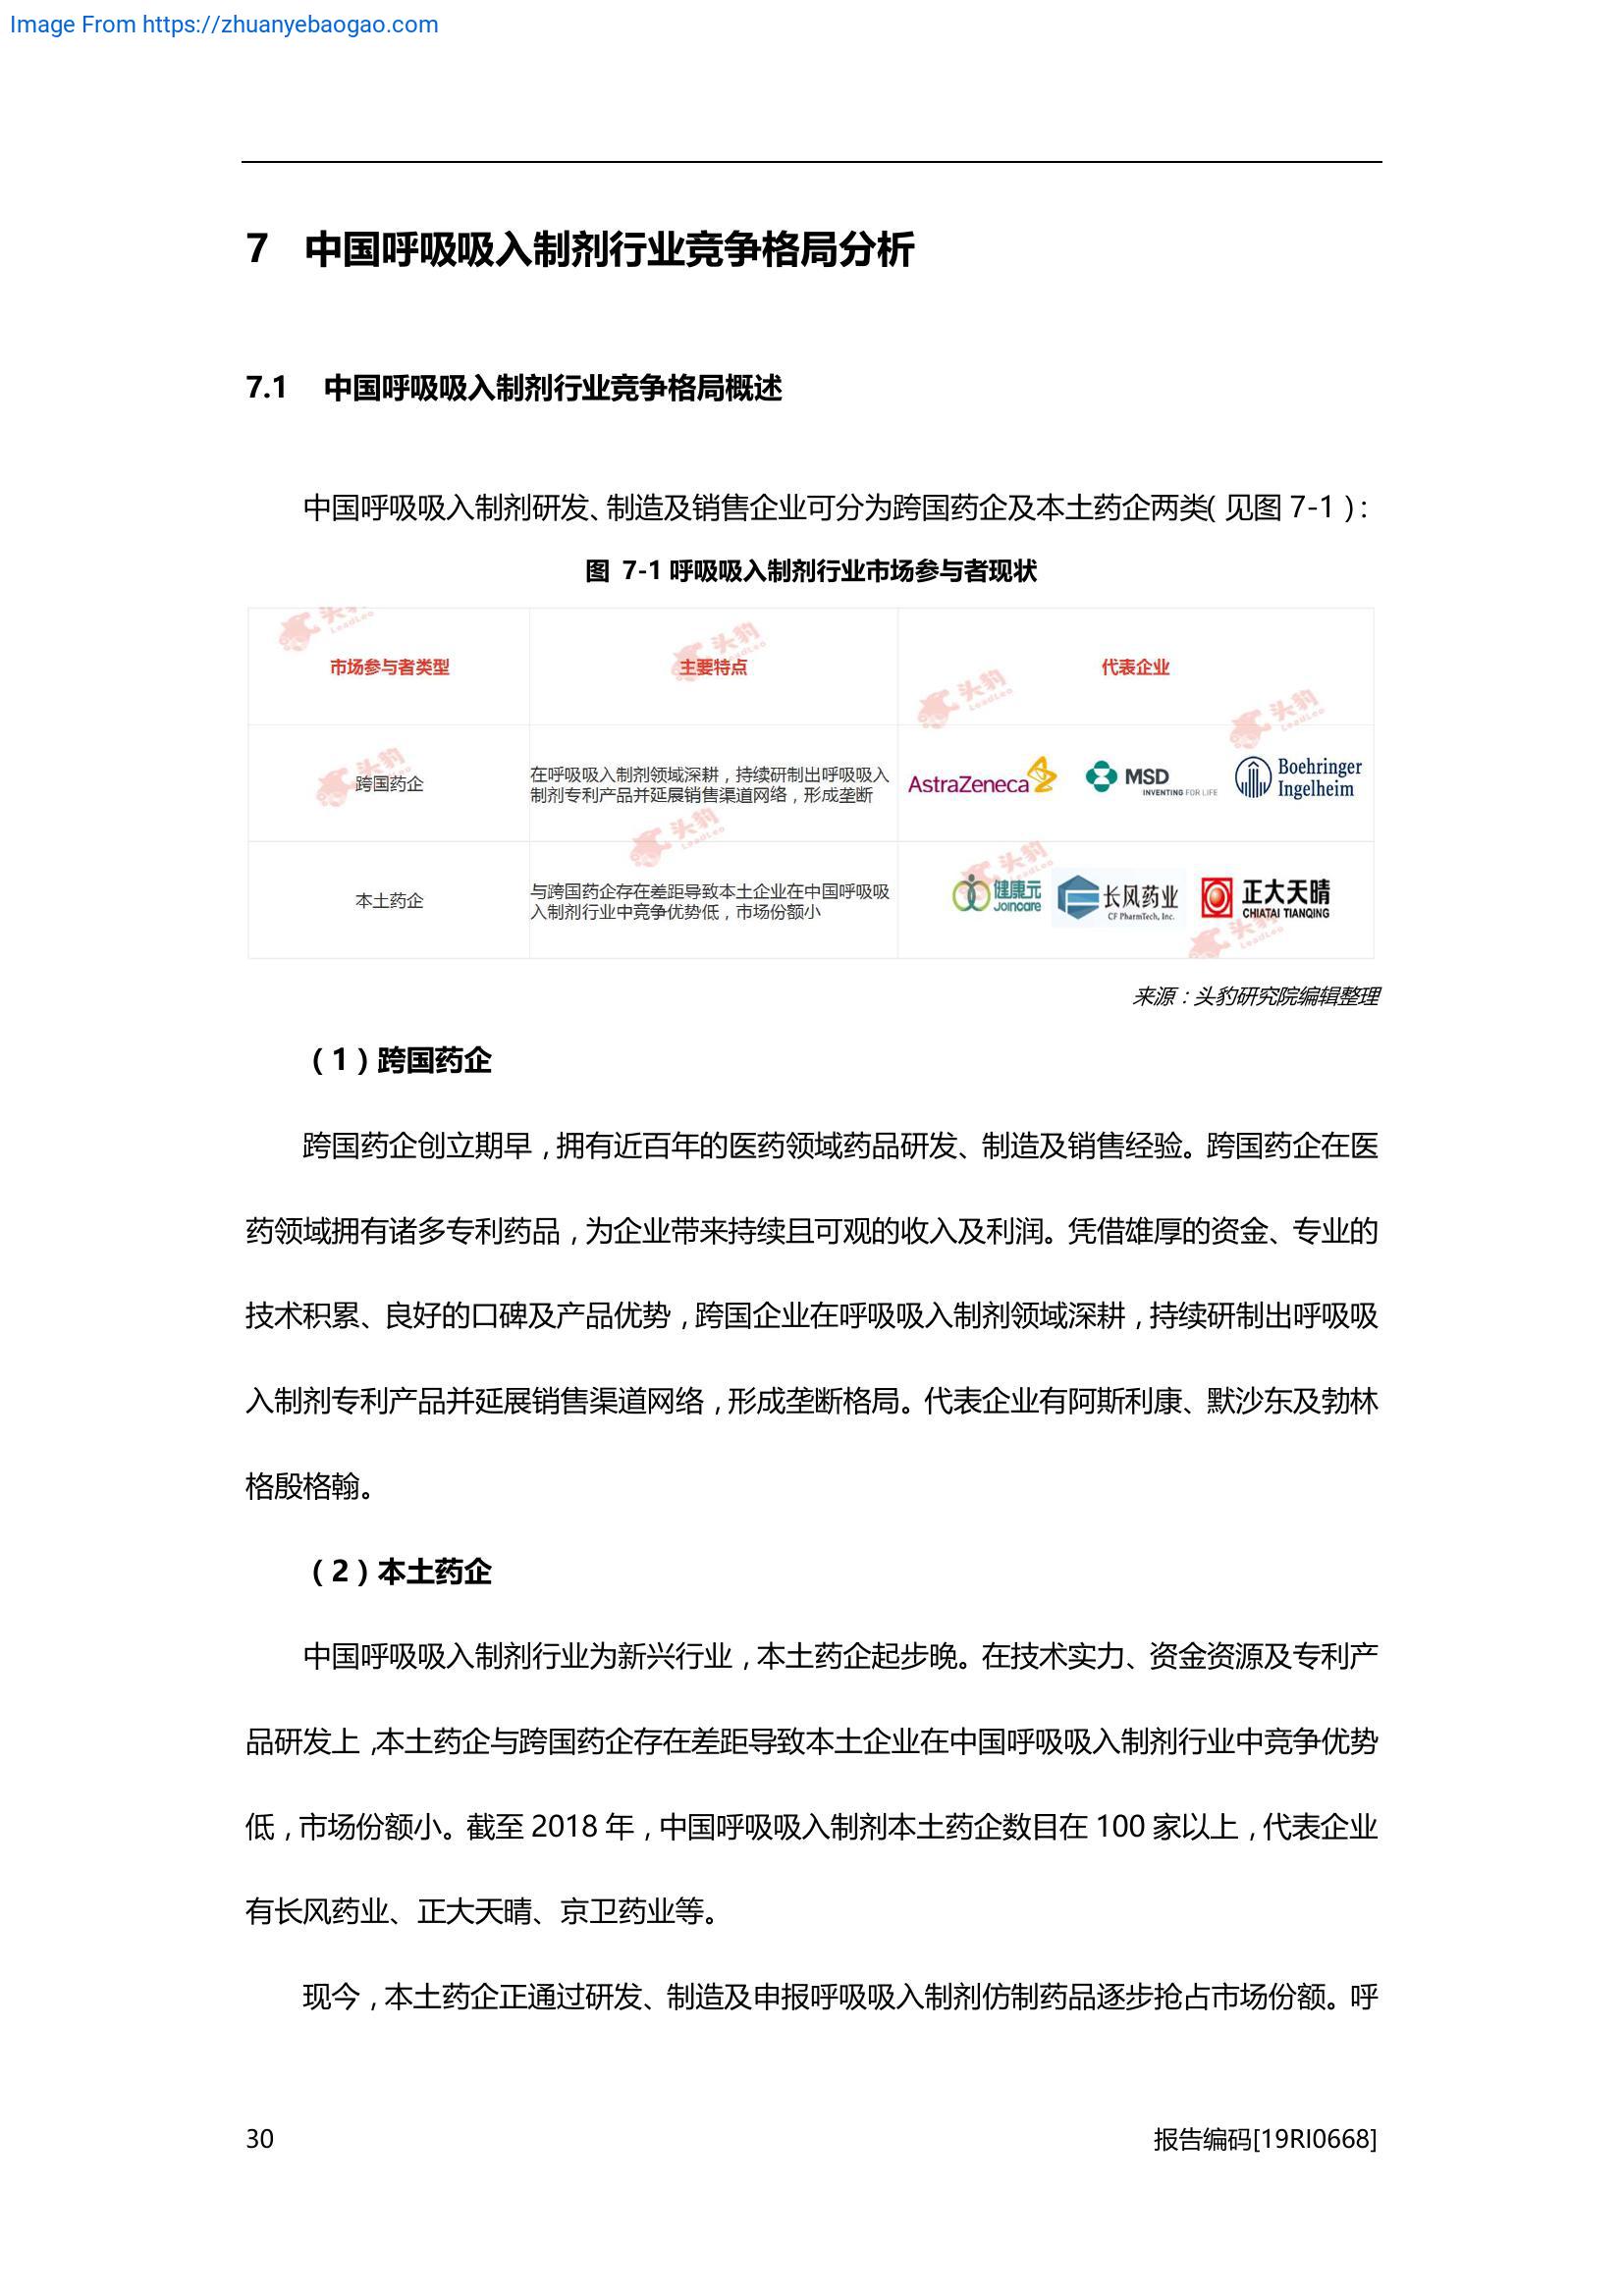 Image From https://zhuanyebaogao.com
7 中国呼吸吸入制剂行业竞争格局分析
7.1 中国呼吸吸入制剂行业竞争格局概述
中国呼吸吸入制剂研发、制造及销售企业可分为跨国药企及本土药企两类（见图 7-1）：
图 7-1 呼吸吸入制剂行业市场参与者现状
头豹
LeadLeo
头豹
LeadLeo
头豹
LeadLeo
头豹
LeadLeo
市场参与者类型 主要特点 代表企业
头豹
LeadLeo
跨国药企
在呼吸吸入制剂领域深耕，持续研制出呼吸吸入
制剂专利产品并延展销售渠道网络，形成垄断
AstraZeneca
MSD
INVENTING FOR LIFE
Boehringer
Ingelheim
头豹
LeadLeo
头豹
LeadLeo
本土药企
与跨国药企存在差距导致本土企业在中国呼吸吸
入制剂行业中竞争优势低，市场份额小
健康元
Joincare
长风药业
CF PharmTech, Inc.
正大天晴
CHIATAI TIANQING
头豹
LeadLeo
来源：头豹研究院编辑整理
（1）跨国药企
跨国药企创立期早，拥有近百年的医药领域药品研发、制造及销售经验。跨国药企在医
药领域拥有诸多专利药品，为企业带来持续且可观的收入及利润。凭借雄厚的资金、专业的
技术积累、良好的口碑及产品优势，跨国企业在呼吸吸入制剂领域深耕，持续研制出呼吸吸
入制剂专利产品并延展销售渠道网络，形成垄断格局。代表企业有阿斯利康、默沙东及勃林
格殷格翰。
（2）本土药企
中国呼吸吸入制剂行业为新兴行业，本土药企起步晚。在技术实力、资金资源及专利产
品研发上，本土药企与跨国药企存在差距导致本土企业在中国呼吸吸入制剂行业中竞争优势
低，市场份额小。截至 2018 年，中国呼吸吸入制剂本土药企数目在 100 家以上，代表企业
有长风药业、正大天晴、京卫药业等。
现今，本土药企正通过研发、制造及申报呼吸吸入制剂仿制药品逐步抢占市场份额。呼
30 报告编码[19RI0668]